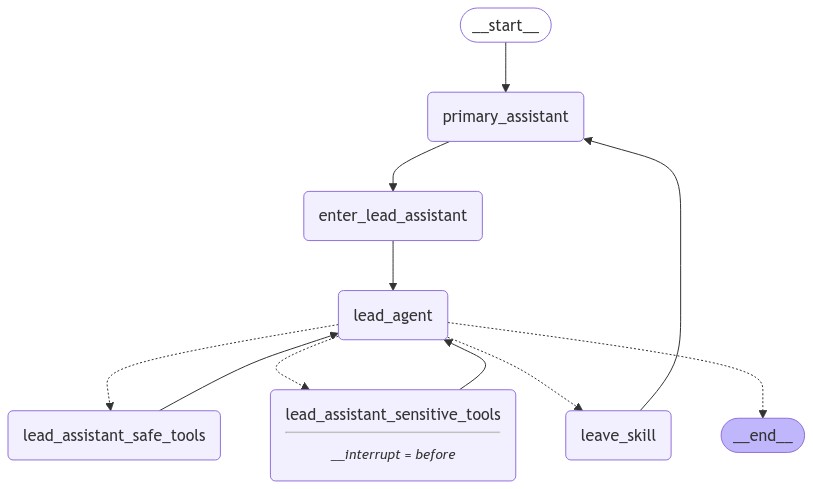 __start__
primary_assistant
enter_lead_assistant
lead_agent
lead_assistant_safe_tools
lead_assistant_sensitive_tools
__interrupt = before
leave_skill
__end__